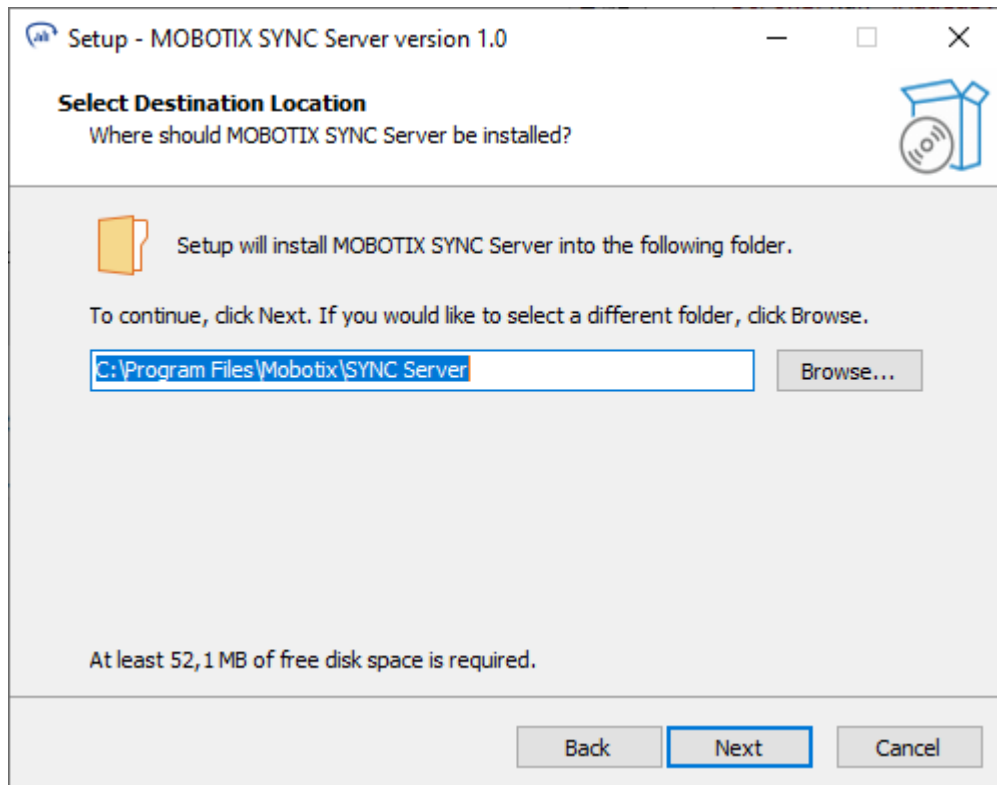 Setup - MOBOTIX SYNC Server version 1.0
Select Destination Location
Where should MOBOTIX SYNC Server be installed?
Setup will install MOBOTIX SYNC Server into the following folder.
To continue, click Next. If you would like to select a different folder, click Browse.
C:\Program Files\Mobotix\SYNC Server
Browse...
At least 52,1 MB of free disk space is required.
Back
Next
Cancel